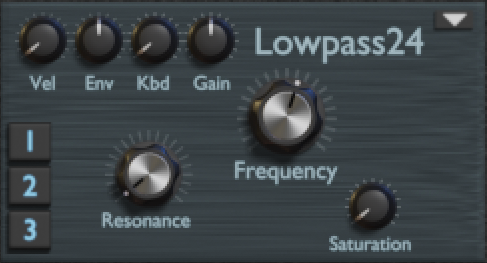 Lowpass24
Vel Env Kbd Gain
Frequency
1
2
3
Resonance
Saturation